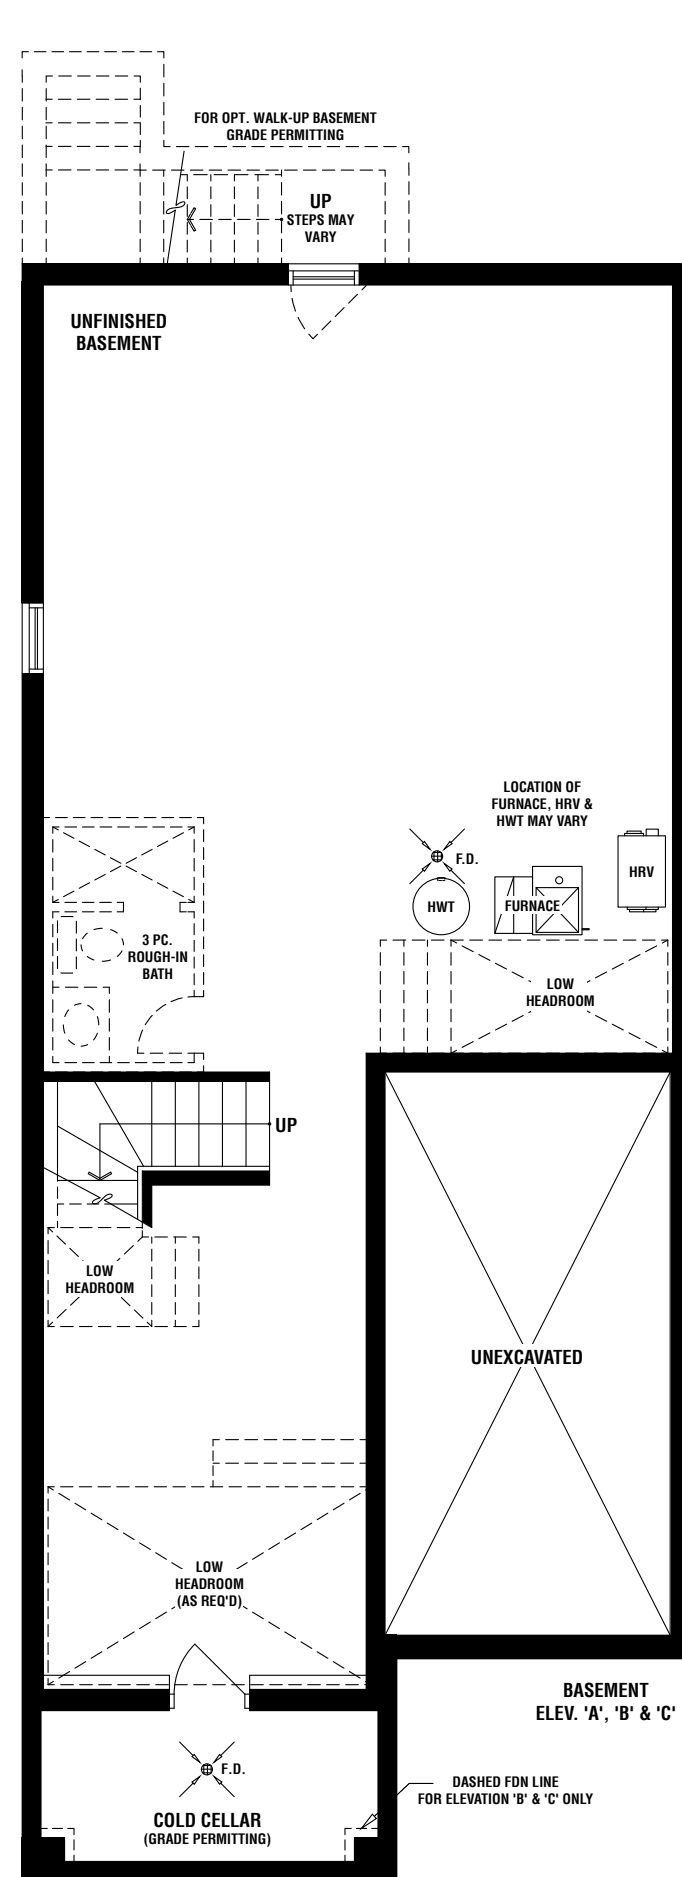 FOR OPT. WALK-UP BASEMENT
GRADE PERMITTING
UP
STEPS MAY
VARY
UNFINISHED
BASEMENT
LOCATION OF
FURNACE, HRV &
HWT MAY VARY
F.D.
HRV
HWT
FURNACE
3 PC.
ROUGH-IN
BATH
LOW
HEADROOM
UP
LOW
HEADROOM
UNEXCAVATED
LOW
HEADROOM
(AS REQ'D)
BASEMENT
ELEV. 'A', 'B' & 'C'
F.D.
DASHED FDN LINE
FOR ELEVATION 'B' & 'C' ONLY
COLD CELLAR
(GRADE PERMITTING)